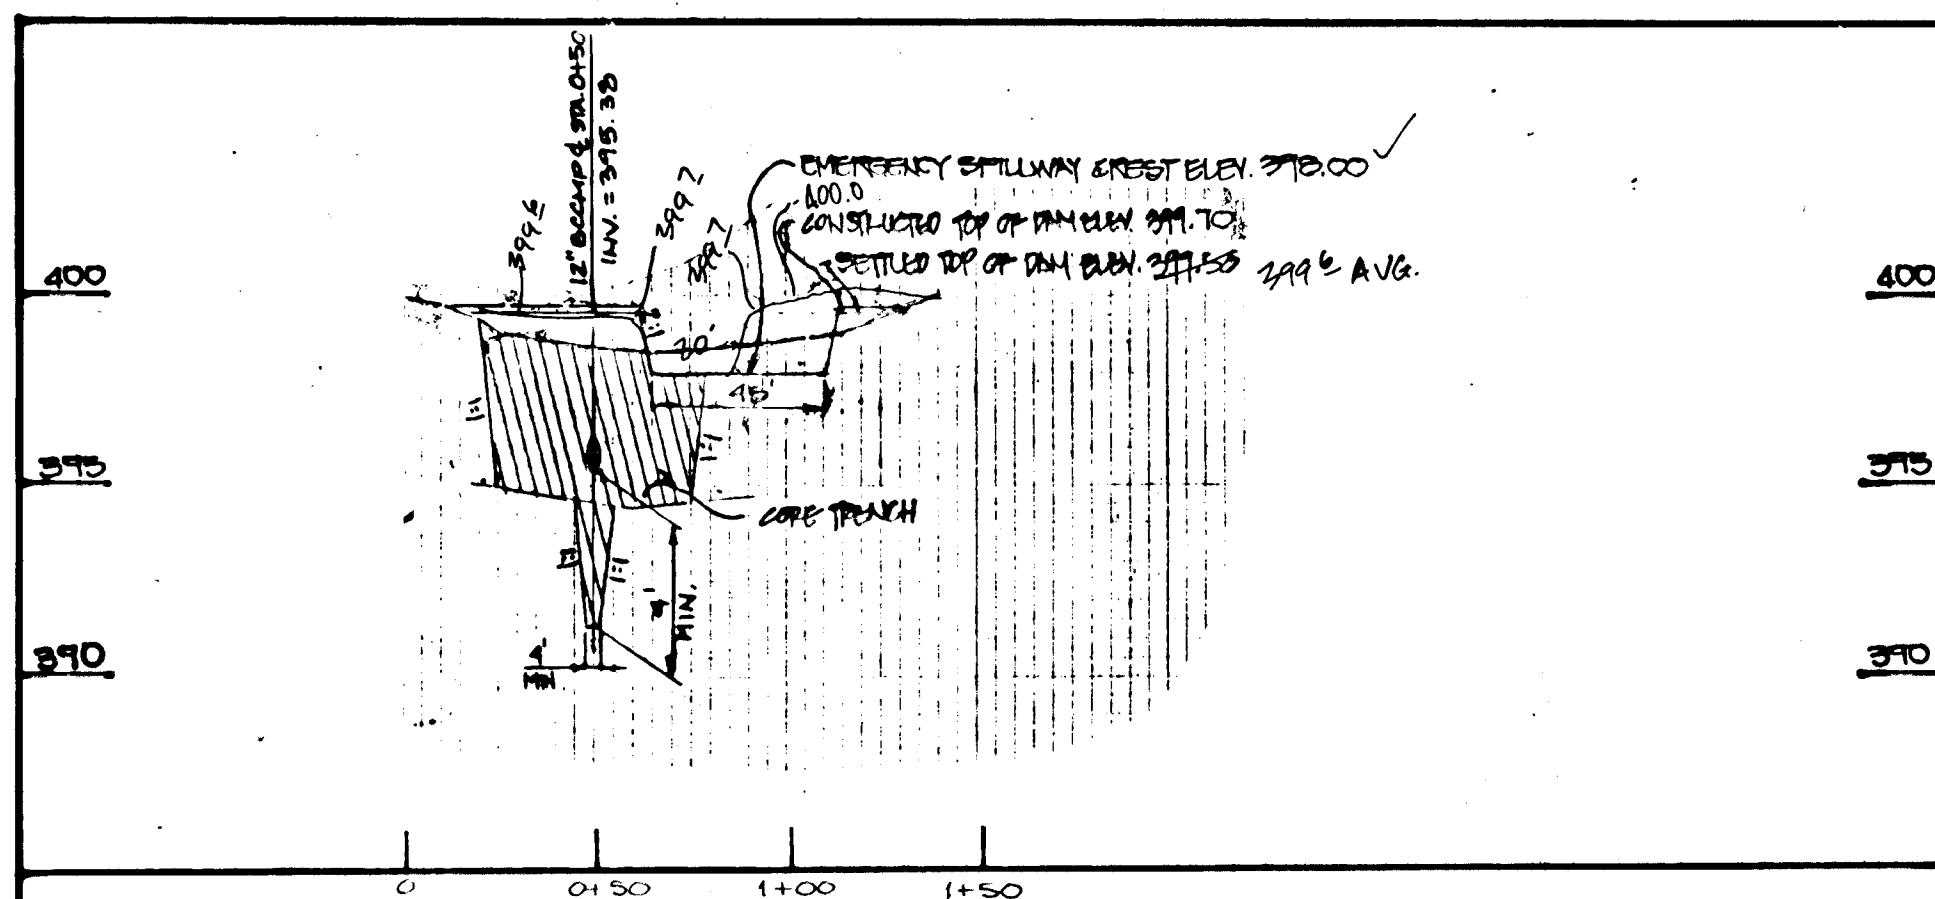 12" BCCMP ₵ STA. 0+50
INV. = 395.38
EMERGENCY SPILLWAY CREST ELEV. 398.00
400.0
CONSTRUCTED TOP OF DAM ELEV. 399.70
SETTLED TOP OF DAM ELEV. 399.55 399 6 AVG.
399 6
399 7
399 7
400
400
20'
45'
1:1
1:1
395
395
CORE TRENCH
1:1
1:1
4' MIN.
4'
MIN
390
390
0
0+50
1+00
1+50